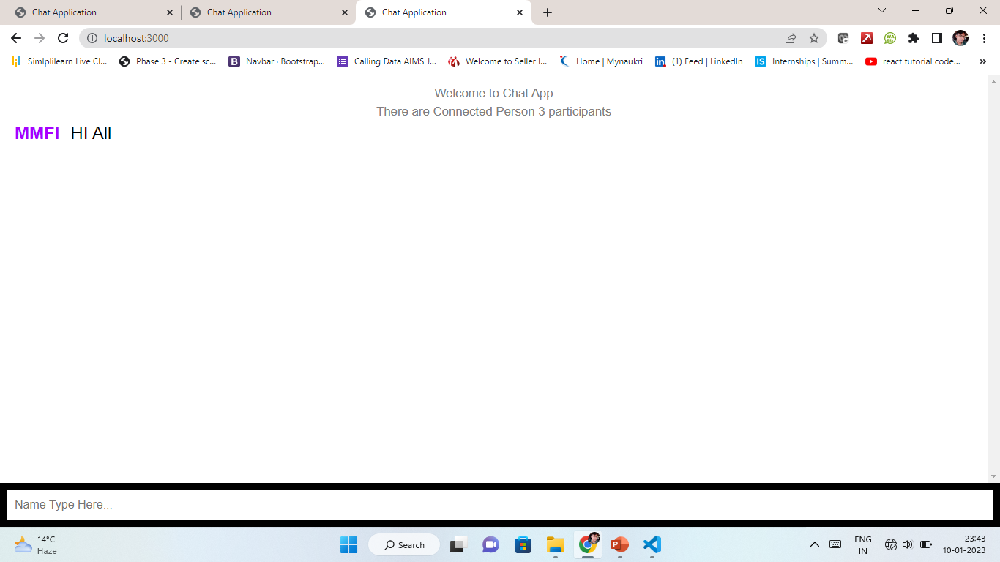 Chat Application
Chat Application
Chat Application
localhost:3000
Simlplilearn Live Cl...
Phase 3 - Create sc...
B
Navbar · Bootstrap...
Calling Data AIMS J...
Welcome to Seller I...
Home | Mynaukri
in
(1) Feed | LinkedIn
IS
Internships | Summ...
react tutorial code...
»
Welcome to Chat App
There are Connected Person 3 participants
MMFI HI All
Name Type Here...
14°C
Haze
Search
ENG
IN
23:43
10-01-2023